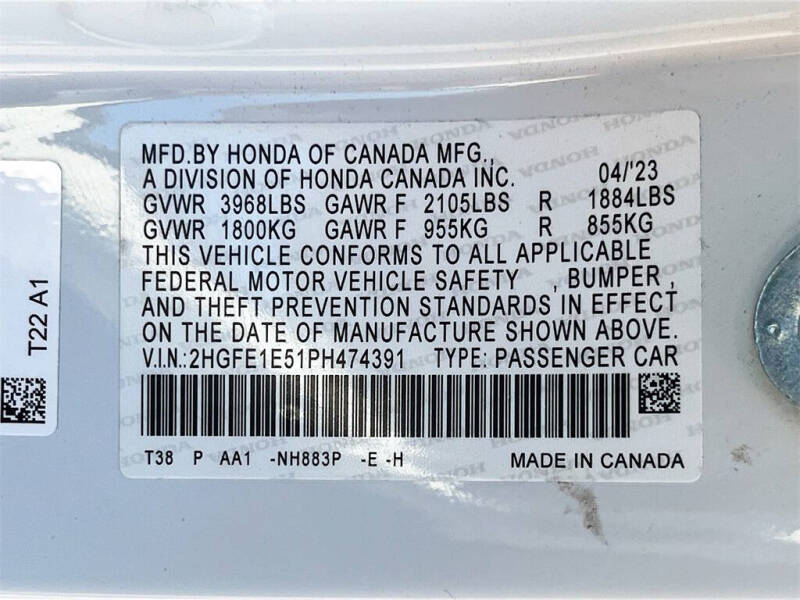 MFD.BY HONDA OF CANADA MFG.,
A DIVISION OF HONDA CANADA INC. 04/'23
GVWR 3968LBS GAWR F 2105LBS R 1884LBS
GVWR 1800KG GAWR F 955KG R 855KG
THIS VEHICLE CONFORMS TO ALL APPLICABLE
FEDERAL MOTOR VEHICLE SAFETY , BUMPER ,
AND THEFT PREVENTION STANDARDS IN EFFECT
ON THE DATE OF MANUFACTURE SHOWN ABOVE.
V.I.N.:2HGFE1E51PH474391 TYPE: PASSENGER CAR
T38 P AA1 -NH883P -E -H MADE IN CANADA
T22 A1